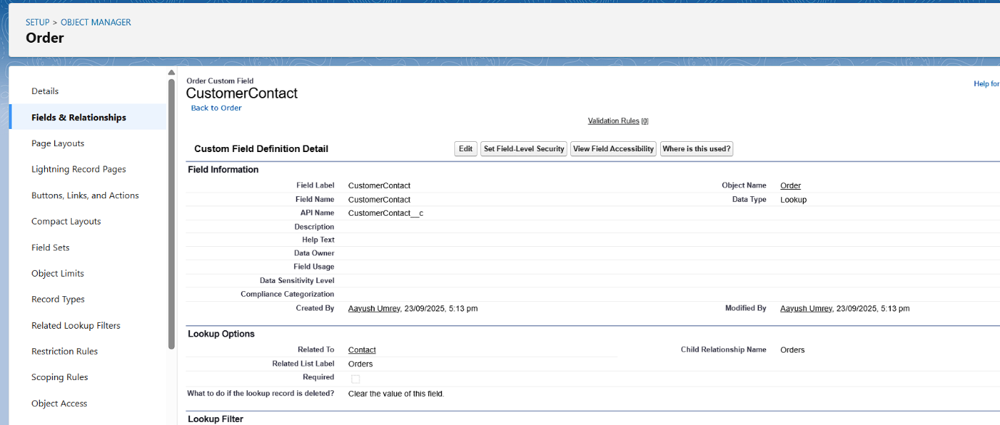 SETUP > OBJECT MANAGER
Order
Details
Fields & Relationships
Page Layouts
Lightning Record Pages
Buttons, Links, and Actions
Compact Layouts
Field Sets
Object Limits
Record Types
Related Lookup Filters
Restriction Rules
Scoping Rules
Object Access
Order Custom Field
CustomerContact
Back to Order
Help for
Validation Rules [0]
Custom Field Definition Detail Edit Set Field-Level Security View Field Accessibility Where is this used?
Field Information
Field Label CustomerContact Object Name Order
Field Name CustomerContact Data Type Lookup
API Name CustomerContact__c
Description
Help Text
Data Owner
Field Usage
Data Sensitivity Level
Compliance Categorization
Created By Aayush Umrey, 23/09/2025, 5:13 pm Modified By Aayush Umrey, 23/09/2025, 5:13 pm
Lookup Options
Related To Contact Child Relationship Name Orders
Related List Label Orders
Required
What to do if the lookup record is deleted? Clear the value of this field.
Lookup Filter